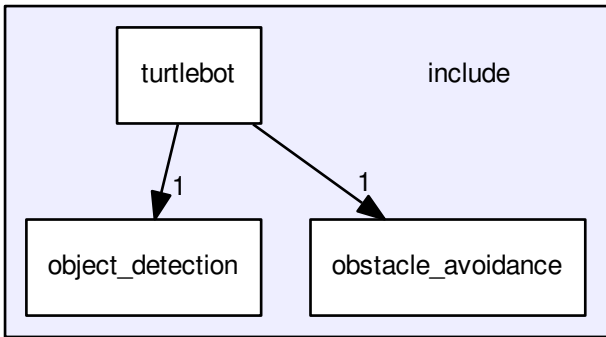 turtlebot
include
1
1
object_detection
obstacle_avoidance